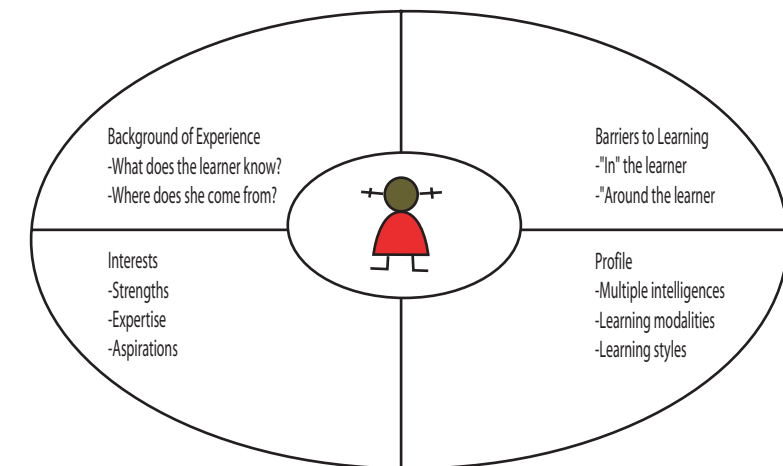 Background of Experience
-What does the learner know?
-Where does she come from?
Barriers to Learning
-"In" the learner
-"Around the learner
Interests
-Strengths
-Expertise
-Aspirations
Profile
-Multiple intelligences
-Learning modalities
-Learning styles